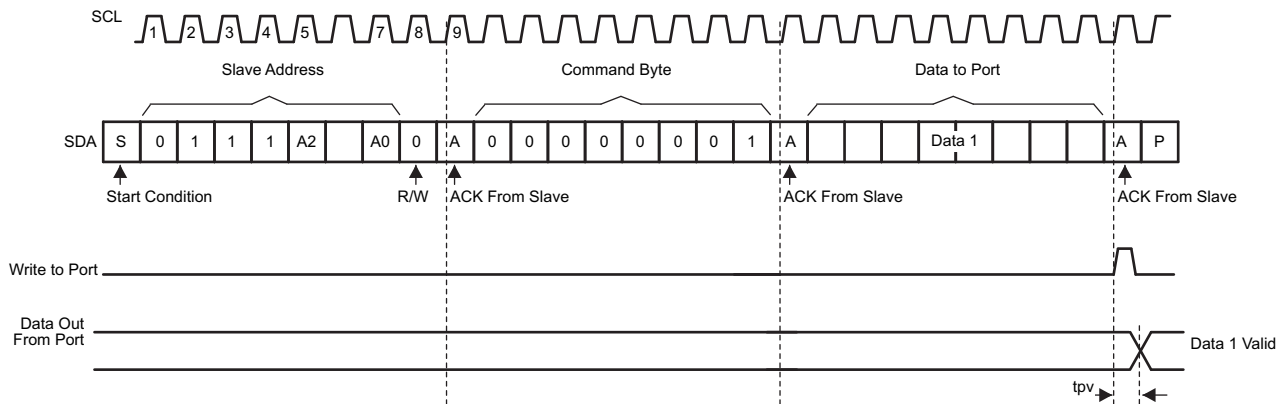 SCL
1 2 3 4 5 7 8 9
Slave Address Command Byte Data to Port
SDA S 0 1 1 1 A2 A0 0 A 0 0 0 0 0 0 0 1 A Data 1 A P
Start Condition R/W ACK From Slave ACK From Slave ACK From Slave
Write to Port
Data Out
From Port
Data 1 Valid
tpv